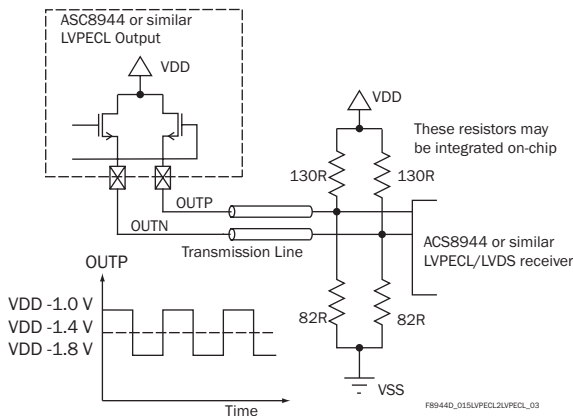 ASC8944 or similar
LVPECL Output
VDD
VDD
These resistors may
be integrated on-chip
130R
130R
OUTP
OUTN
Transmission Line
ACS8944 or similar
LVPECL/LVDS receiver
OUTP
VDD -1.0 V
VDD -1.4 V
VDD -1.8 V
82R
82R
VSS
Time
F8944D_015LVPECL2LVPECL_03